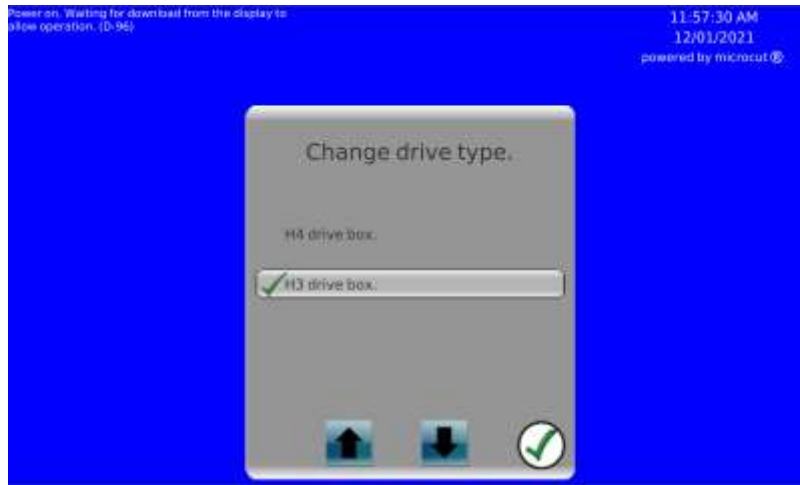 Power on. Waiting for download from the display to
allow operation. (D-96)
11:57:30 AM
12/01/2021
powered by microcut ®
Change drive type.
H4 drive box.
H3 drive box.